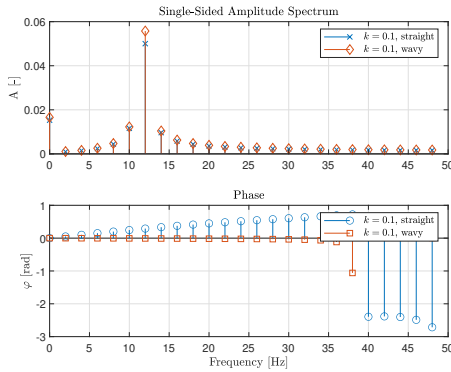 Single-Sided Amplitude Spectrum
0.06
0.04
0.02
0
A [-]
k = 0.1, straight
k = 0.1, wavy
0 5 10 15 20 25 30 35 40 45 50
Phase
1
0
-1
-2
-3
φ [rad]
k = 0.1, straight
k = 0.1, wavy
0 5 10 15 20 25 30 35 40 45 50
Frequency [Hz]